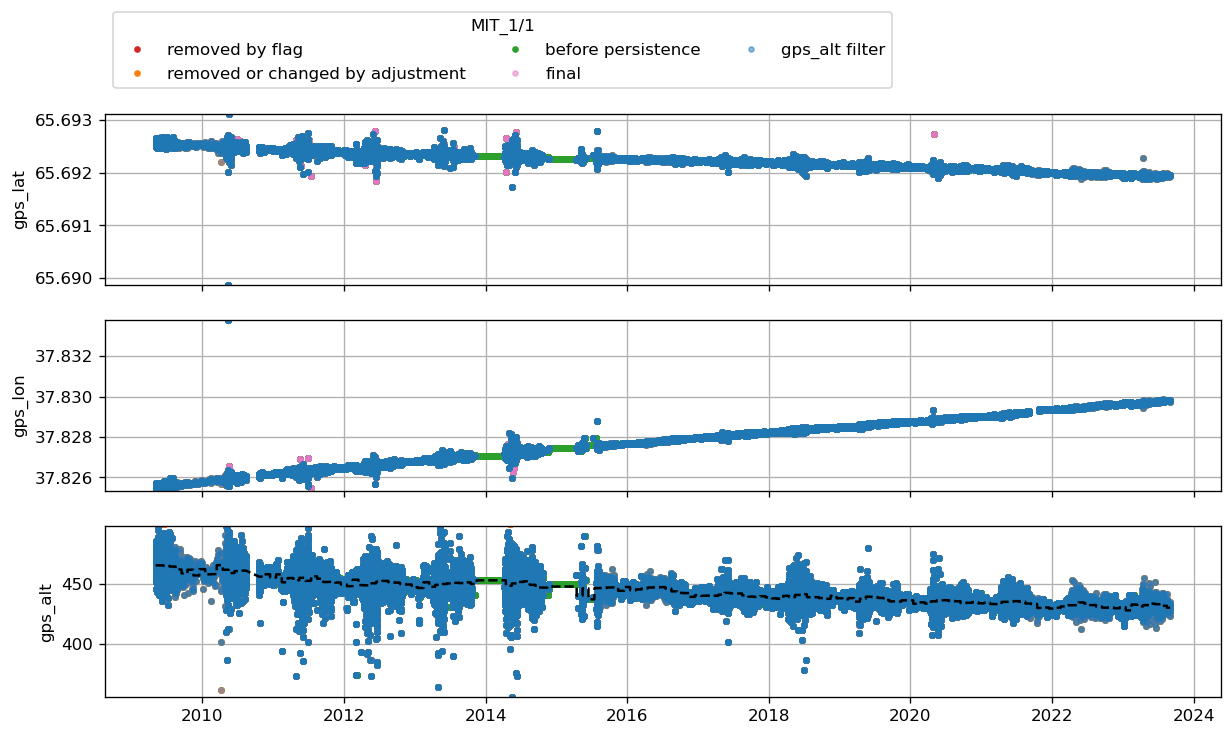 MIT_1/1
removed by flag
before persistence
gps_alt filter
removed or changed by adjustment
final
65.693
65.692
65.691
65.690
gps_lat
37.832
37.830
37.828
37.826
gps_lon
450
400
gps_alt
2010 2012 2014 2016 2018 2020 2022 2024